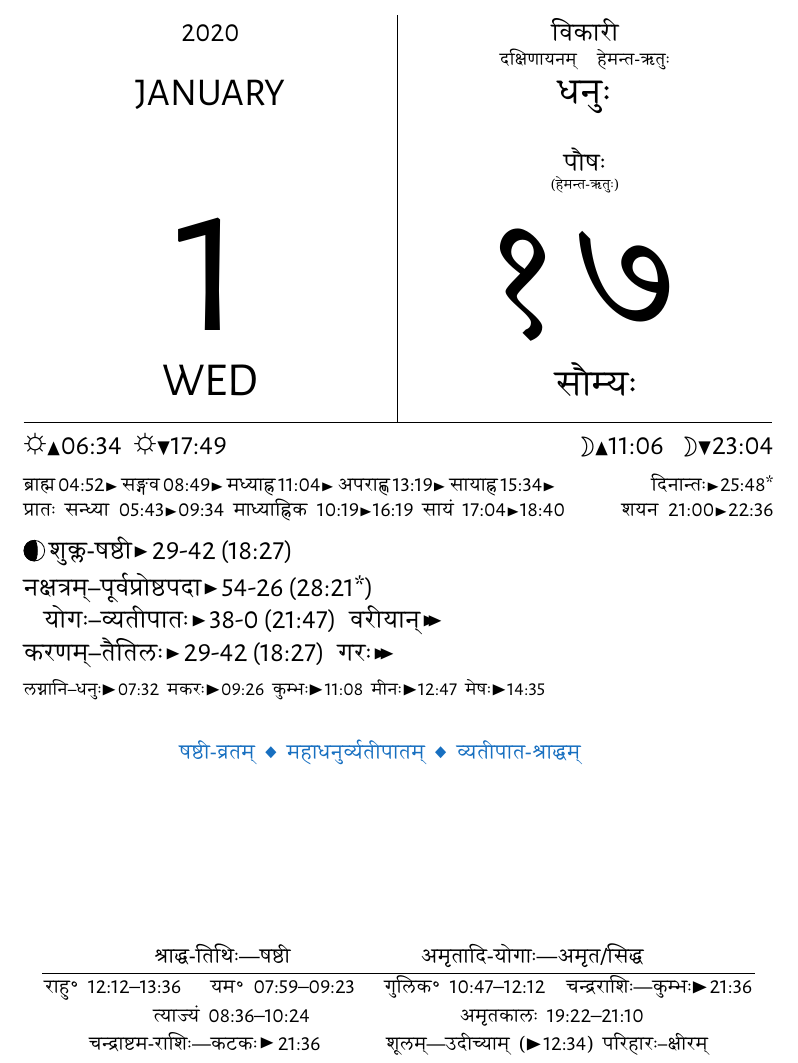 2020
JANUARY
1
WED
विकारी
दक्षिणायनम् हेमन्त-ऋतुः
धनुः
पौषः
(हेमन्त-ऋतुः)
१७
सौम्यः
☼▲06:34 ☼▼17:49 ☽▲11:06 ☽▼23:04
ब्राह्म 04:52► सङ्गव 08:49► मध्याह्न 11:04► अपराह्ण 13:19► सायाह्न 15:34► दिनान्तः►25:48*
प्रातः सन्ध्या 05:43►09:34 माध्याह्निक 10:19►16:19 सायं 17:04►18:40 शयन 21:00►22:36
शुक्ल-षष्ठी► 29-42 (18:27)
नक्षत्रम्–पूर्वप्रोष्ठपदा► 54-26 (28:21*)
योगः–व्यतीपातः► 38-0 (21:47) वरीयान्►►
करणम्–तैतिलः► 29-42 (18:27) गरः►►
लग्नानि–धनुः►07:32 मकरः►09:26 कुम्भः►11:08 मीनः►12:47 मेषः►14:35
षष्ठी-व्रतम् ◆ महाधनुर्व्यतीपातम् ◆ व्यतीपात-श्राद्धम्
श्राद्ध-तिथिः—षष्ठी अमृतादि-योगाः—अमृत/सिद्ध
राहु° 12:12–13:36 यम° 07:59–09:23 गुलिक° 10:47–12:12 चन्द्रराशिः—कुम्भः►21:36
त्याज्यं 08:36–10:24 अमृतकालः 19:22–21:10
चन्द्राष्टम-राशिः—कटकः► 21:36 शूलम्—उदीच्याम् (►12:34) परिहारः–क्षीरम्